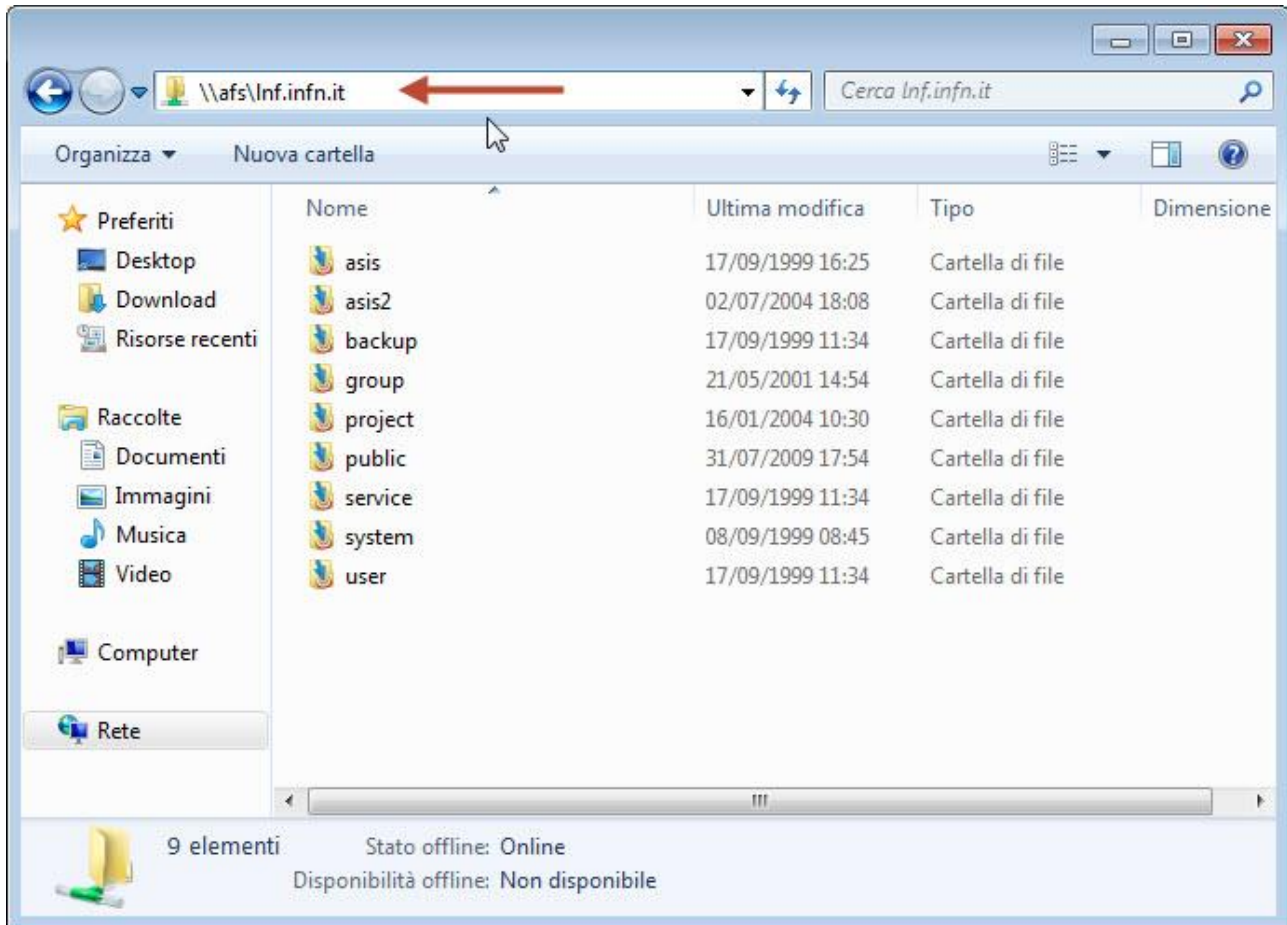 \\afs\lnf.infn.it
Cerca lnf.infn.it
Organizza Nuova cartella
Preferiti
Desktop
Download
Risorse recenti
Raccolte
Documenti
Immagini
Musica
Video
Computer
Rete
Nome Ultima modifica Tipo Dimensione
asis 17/09/1999 16:25 Cartella di file
asis2 02/07/2004 18:08 Cartella di file
backup 17/09/1999 11:34 Cartella di file
group 21/05/2001 14:54 Cartella di file
project 16/01/2004 10:30 Cartella di file
public 31/07/2009 17:54 Cartella di file
service 17/09/1999 11:34 Cartella di file
system 08/09/1999 08:45 Cartella di file
user 17/09/1999 11:34 Cartella di file
9 elementi Stato offline: Online
Disponibilità offline: Non disponibile